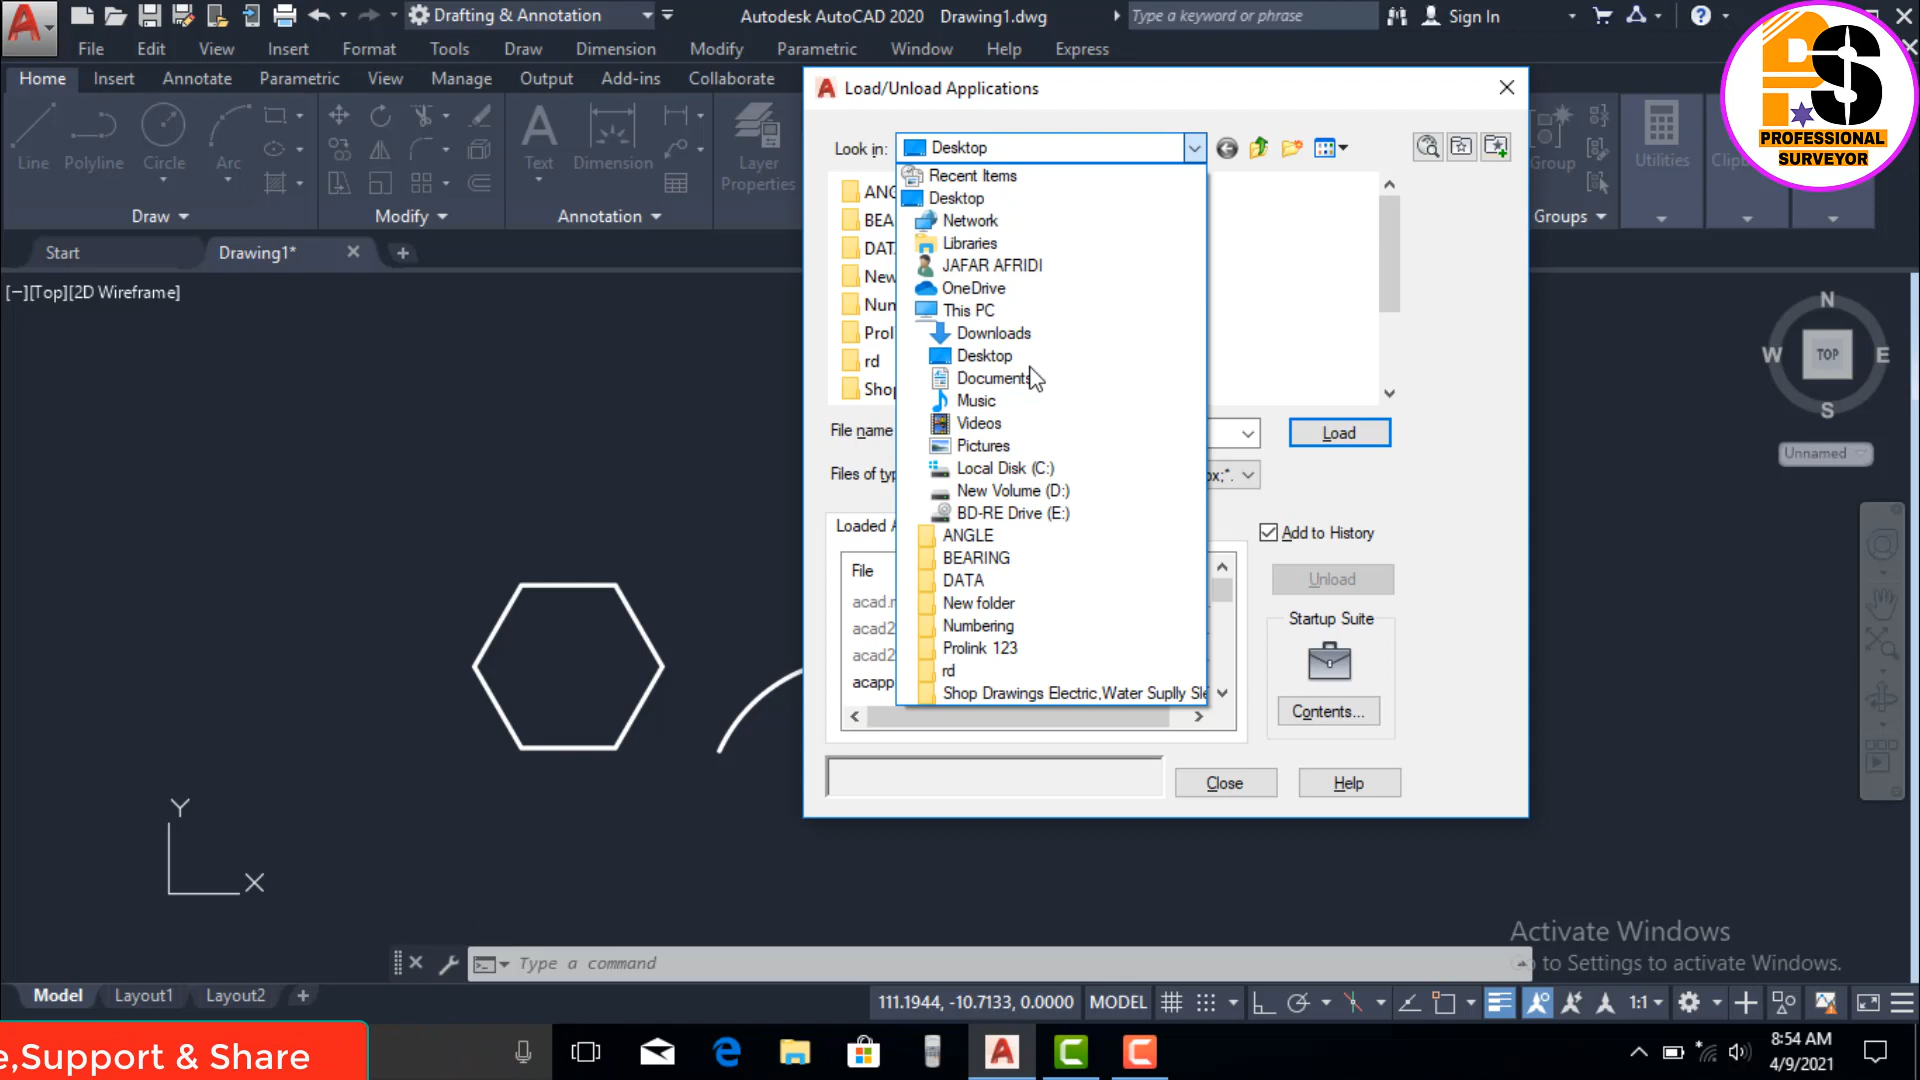 Drafting & Annotation
Autodesk AutoCAD 2020 Drawing1.dwg
Type a keyword or phrase
Sign In
File Edit View Insert Format Tools Draw Dimension Modify Parametric Window Help Express
Home Insert Annotate Parametric View Manage Output Add-ins Collaborate
Line Polyline Circle Arc
Text Dimension
Layer
Properties
Group
Utilities
Draw Modify Annotation
Groups
PS
PROFESSIONAL
SURVEYOR
Start Drawing1*
[−][Top][2D Wireframe]
Load/Unload Applications
Look in: Desktop
Recent Items
Desktop
Network
Libraries
JAFAR AFRIDI
OneDrive
This PC
Downloads
Desktop
Documents
Music
Videos
Pictures
Local Disk (C:)
New Volume (D:)
BD-RE Drive (E:)
ANGLE
BEARING
DATA
New folder
Numbering
Prolink 123
rd
Shop Drawings Electric,Water Suplly Sle
rd
File name
Load
Files of typ
Loaded A
File
acapp
Add to History
Unload
Startup Suite
Contents...
Close
Help
N
W TOP E
S
Unnamed
Y
X
Type a command
Activate Windows
to Settings to activate Windows.
Model Layout1 Layout2
111.1944, -10.7133, 0.0000 MODEL
1:1
e,Support & Share
8:54 AM
4/9/2021